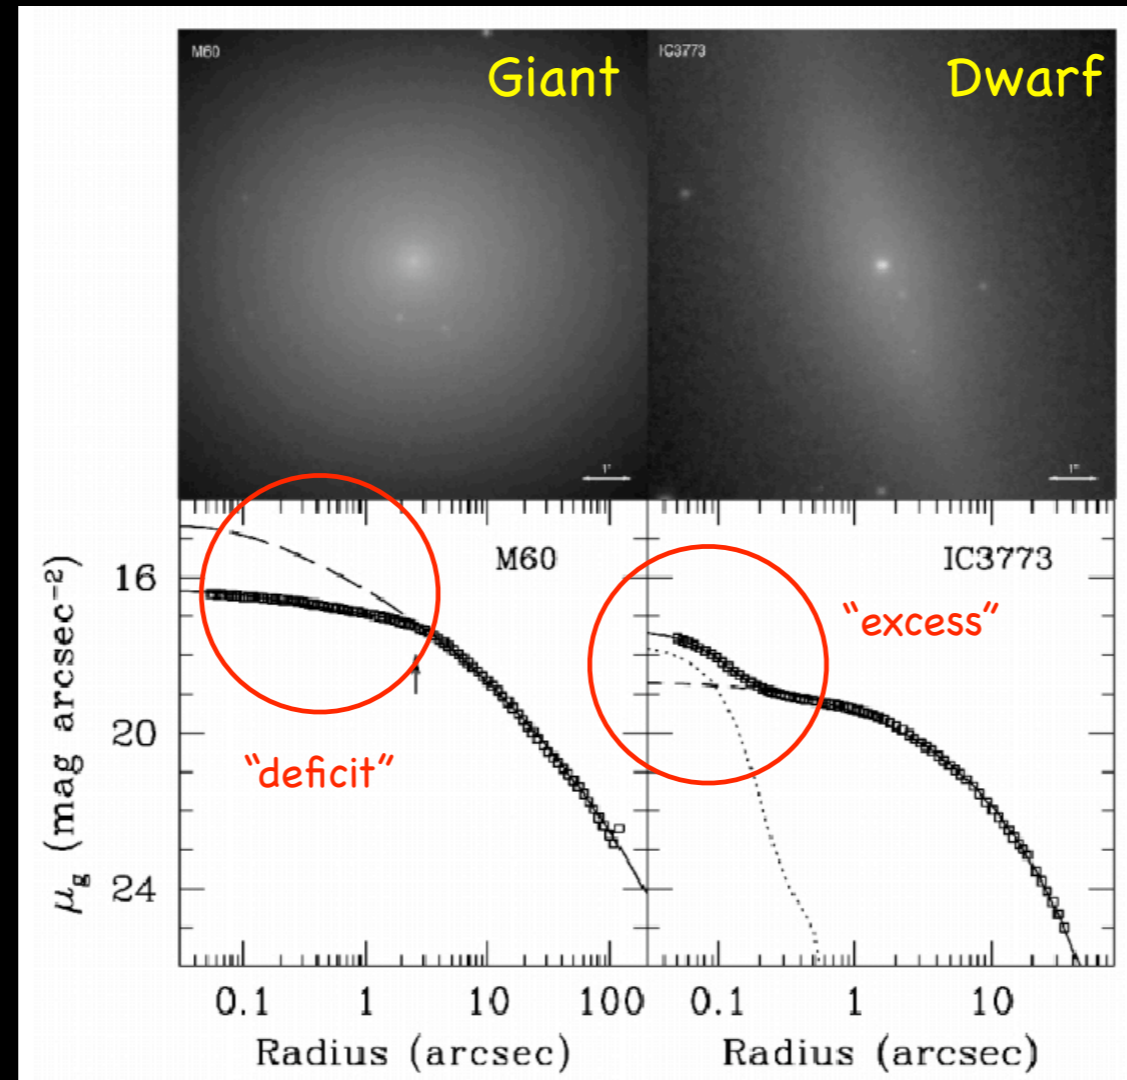 M60
Giant
IC3773
Dwarf
1"
1"
M60
IC3773
"deficit"
"excess"
μg (mag arcsec−2)
16
20
24
0.1 1 10 100
0.1 1 10
Radius (arcsec)
Radius (arcsec)